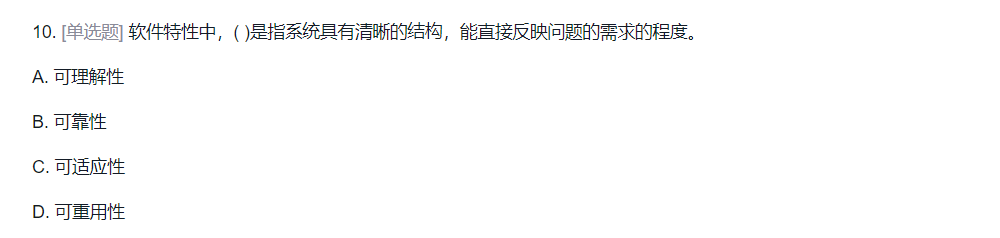 10. [单选题] 软件特性中，( )是指系统具有清晰的结构，能直接反映问题的需求的程度。
A. 可理解性
B. 可靠性
C. 可适应性
D. 可重用性